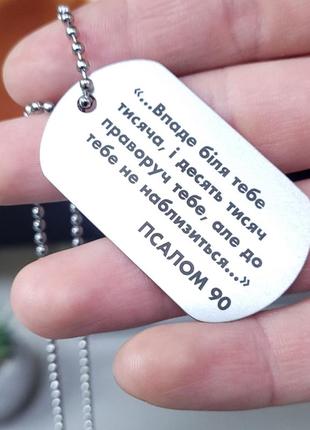 «...Впаде біля тебе
тисяча, і десять тисяч
праворуч тебе, але до
тебе не наблизиться...»
ПСАЛОМ 90